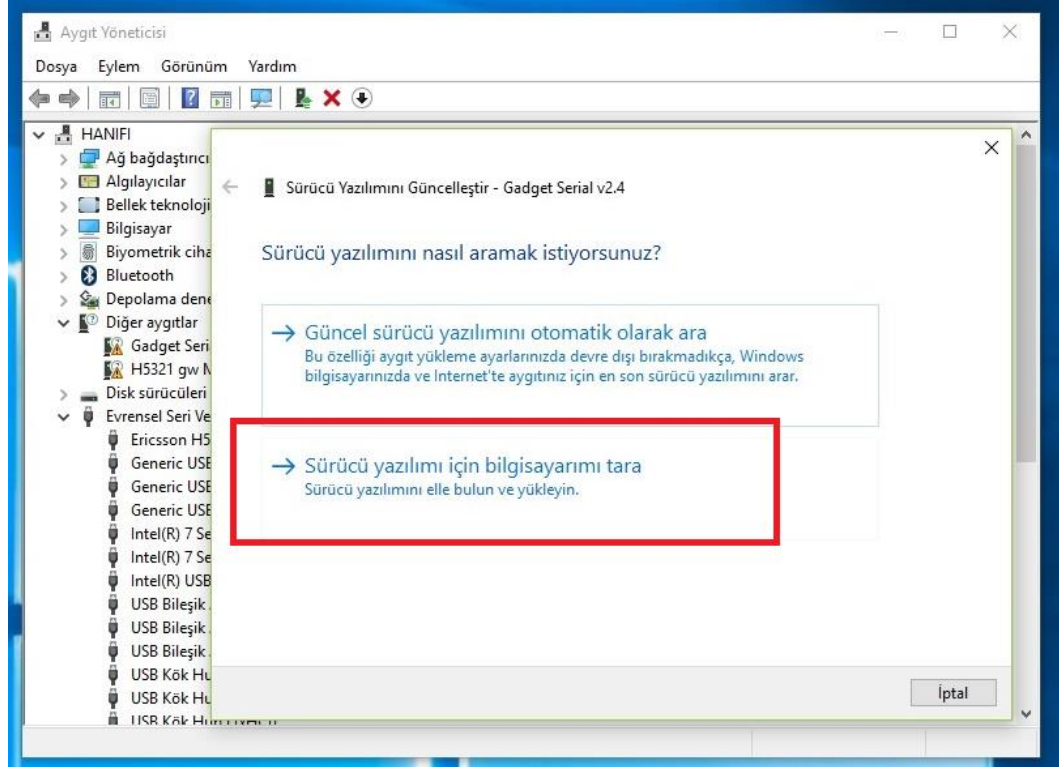 Aygıt Yöneticisi
Dosya Eylem Görünüm Yardım
HANIFI
Ağ bağdaştırıcı
Algılayıcılar
Bellek teknoloji
Bilgisayar
Biyometrik ciha
Bluetooth
Depolama dene
Diğer aygıtlar
Gadget Seri
H5321 gw
Disk sürücüleri
Evrensel Seri Ve
Ericsson H5
Generic USB
Generic USB
Generic USB
Intel(R) 7 Se
Intel(R) 7 Se
Intel(R) USB
USB Bileşik
USB Bileşik
USB Bileşik
USB Kök Hu
USB Kök Hu
USB Kök
Sürücü Yazılımını Güncelleştir - Gadget Serial v2.4
Sürücü yazılımını nasıl aramak istiyorsunuz?
Güncel sürücü yazılımını otomatik olarak ara
Bu özelliği aygıt yükleme ayarlarınızda devre dışı bırakmadıkça, Windows
bilgisayarınızda ve Internet'te aygıtınız için en son sürücü yazılımını arar.
Sürücü yazılımı için bilgisayarımı tara
Sürücü yazılımını elle bulun ve yükleyin.
İptal